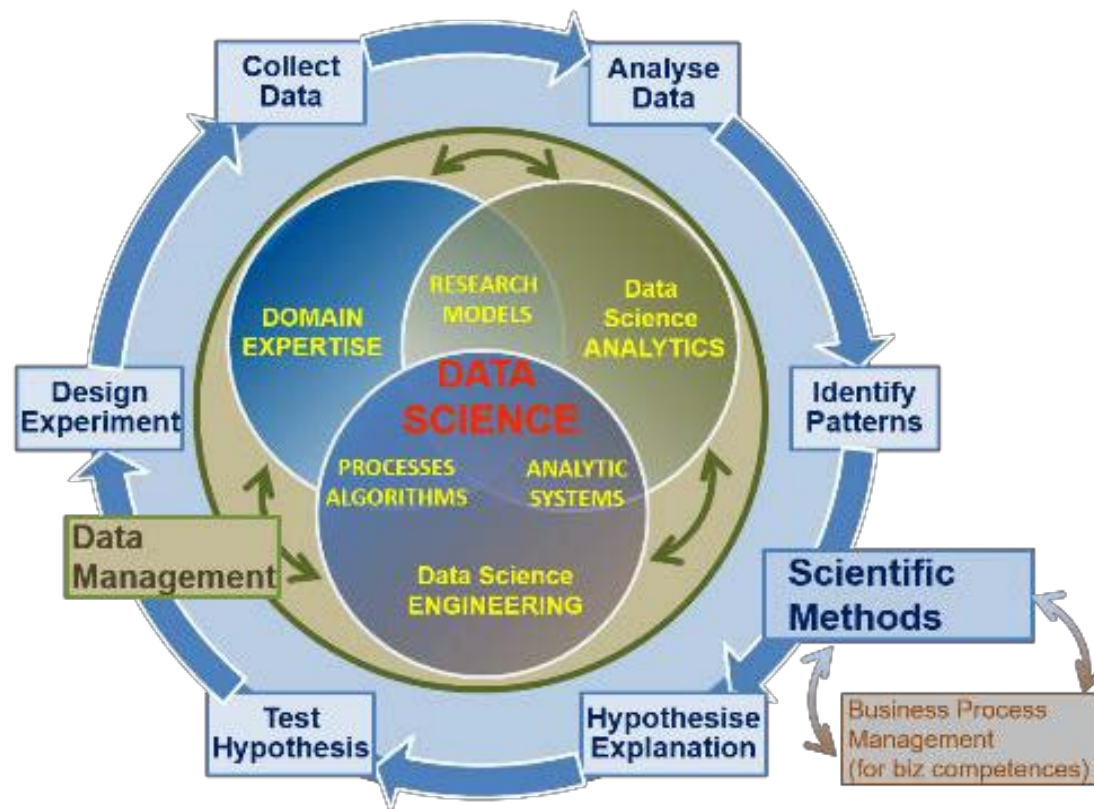 Collect
Data
Analyse
Data
RESEARCH
MODELS
Data
Science
ANALYTICS
DOMAIN
EXPERTISE
DATA
SCIENCE
Design
Experiment
Identify
Patterns
PROCESSES
ALGORITHMS
ANALYTIC
SYSTEMS
Data
Management
Data Science
ENGINEERING
Scientific
Methods
Test
Hypothesis
Hypothesise
Explanation
Business Process
Management
(for biz competences)